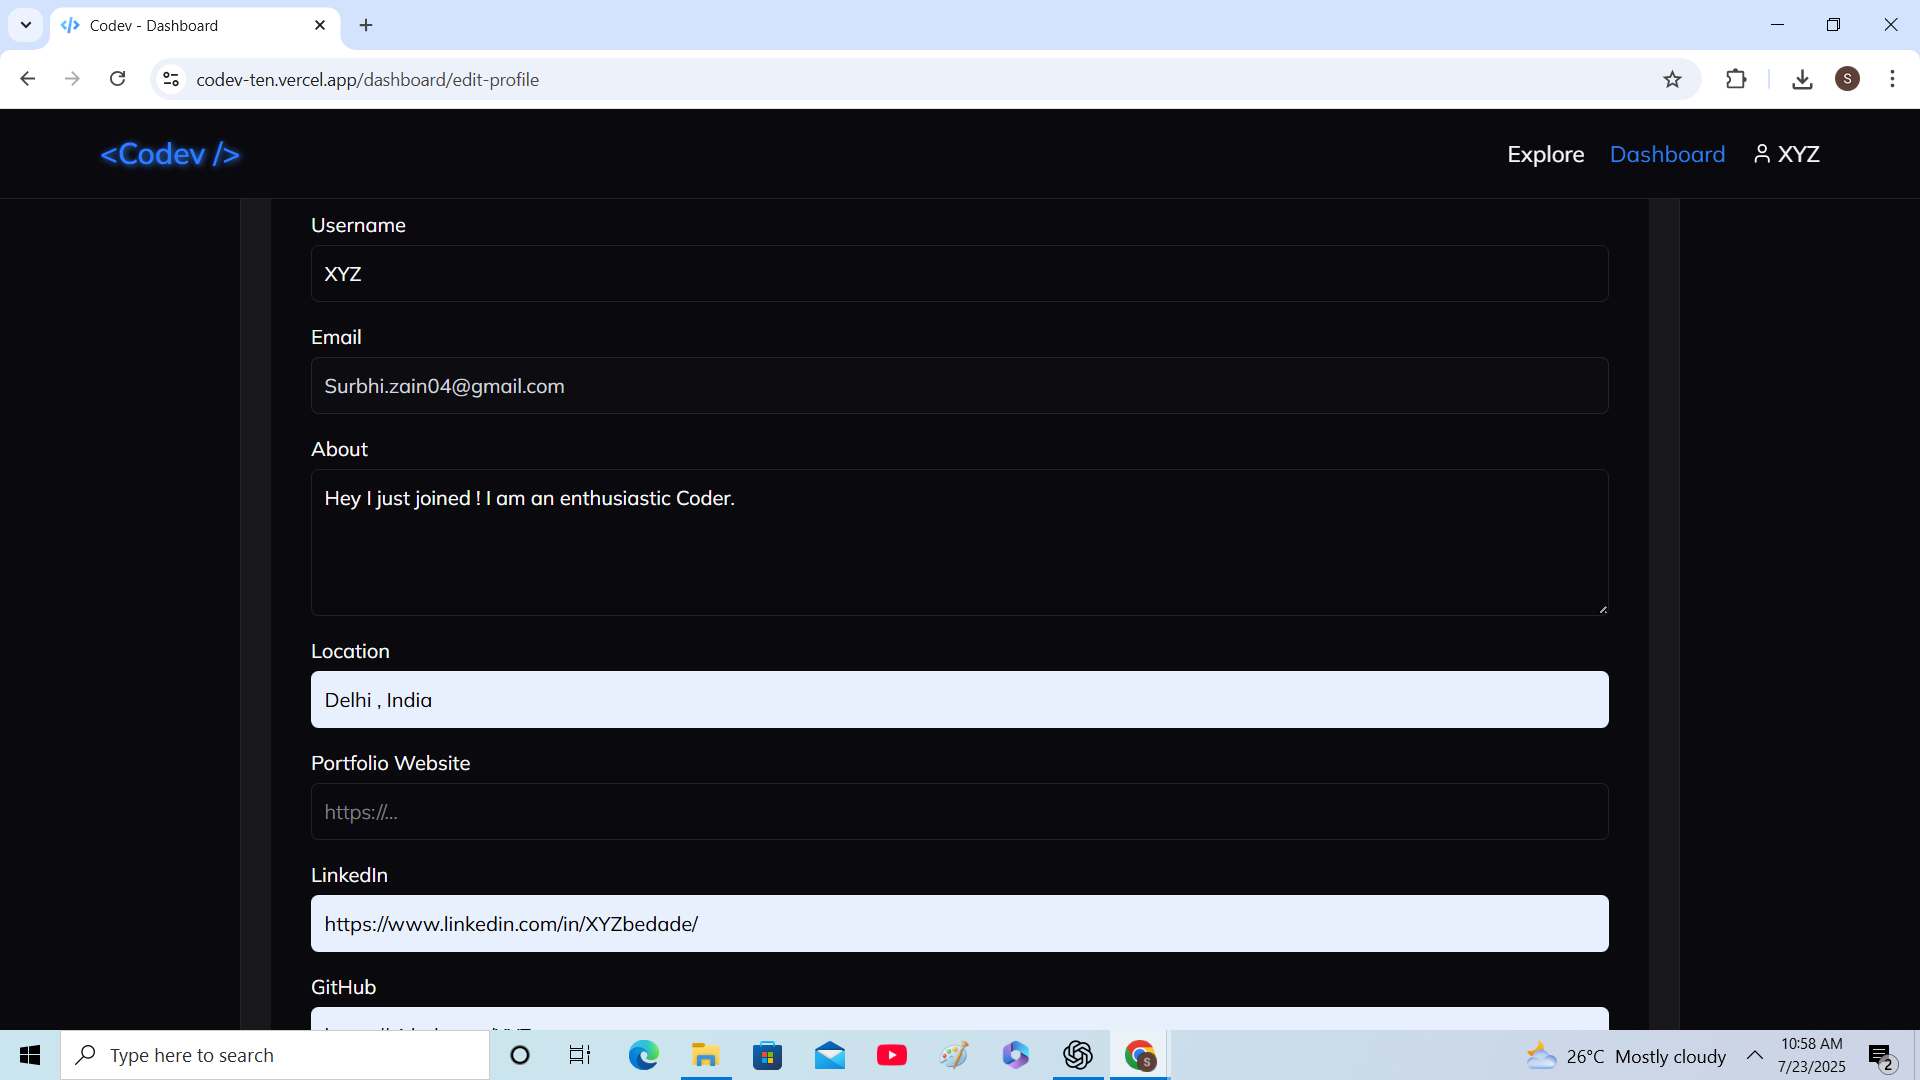 Codev - Dashboard
codev-ten.vercel.app/dashboard/edit-profile
S
<Codev />
Explore
Dashboard
XYZ
Username
XYZ
Email
Surbhi.zain04@gmail.com
About
Hey I just joined ! I am an enthusiastic Coder.
Location
Delhi , India
Portfolio Website
https://...
LinkedIn
https://www.linkedin.com/in/XYZbedade/
GitHub
Type here to search
S
26°C Mostly cloudy
10:58 AM
7/23/2025
2